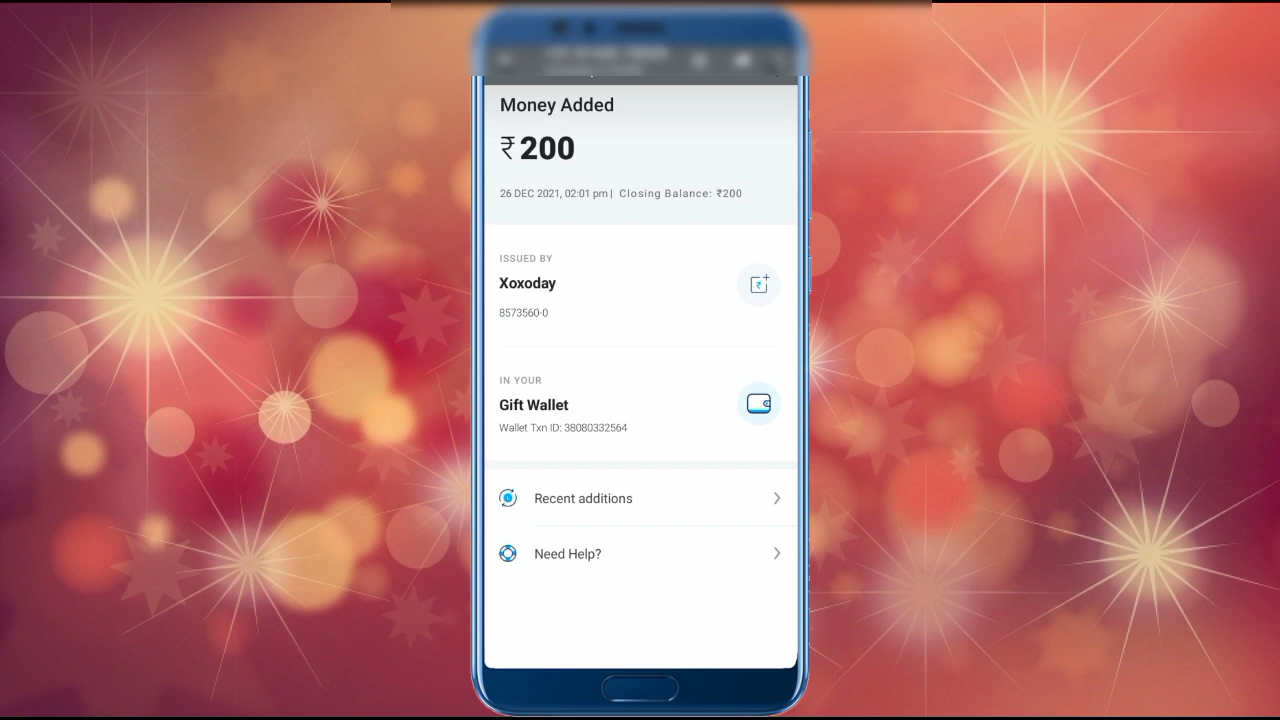 Money Added
₹200
26 DEC 2021, 02:01 pm | Closing Balance: ₹200
ISSUED BY
Xoxoday
8573560-0
IN YOUR
Gift Wallet
Wallet Txn ID: 38080332564
Recent additions
Need Help?